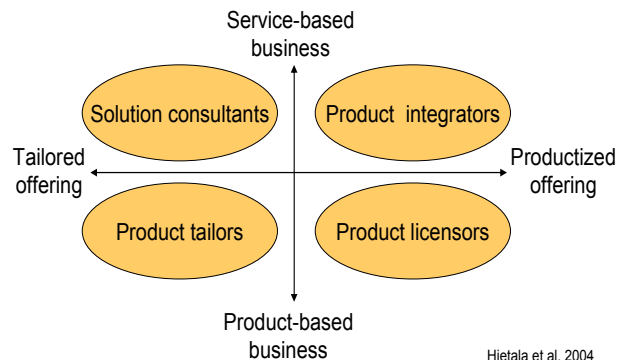 Service-based
business
Solution consultants
Product integrators
Tailored
offering
Productized
offering
Product tailors
Product licensors
Product-based
business
Hietala et al. 2004